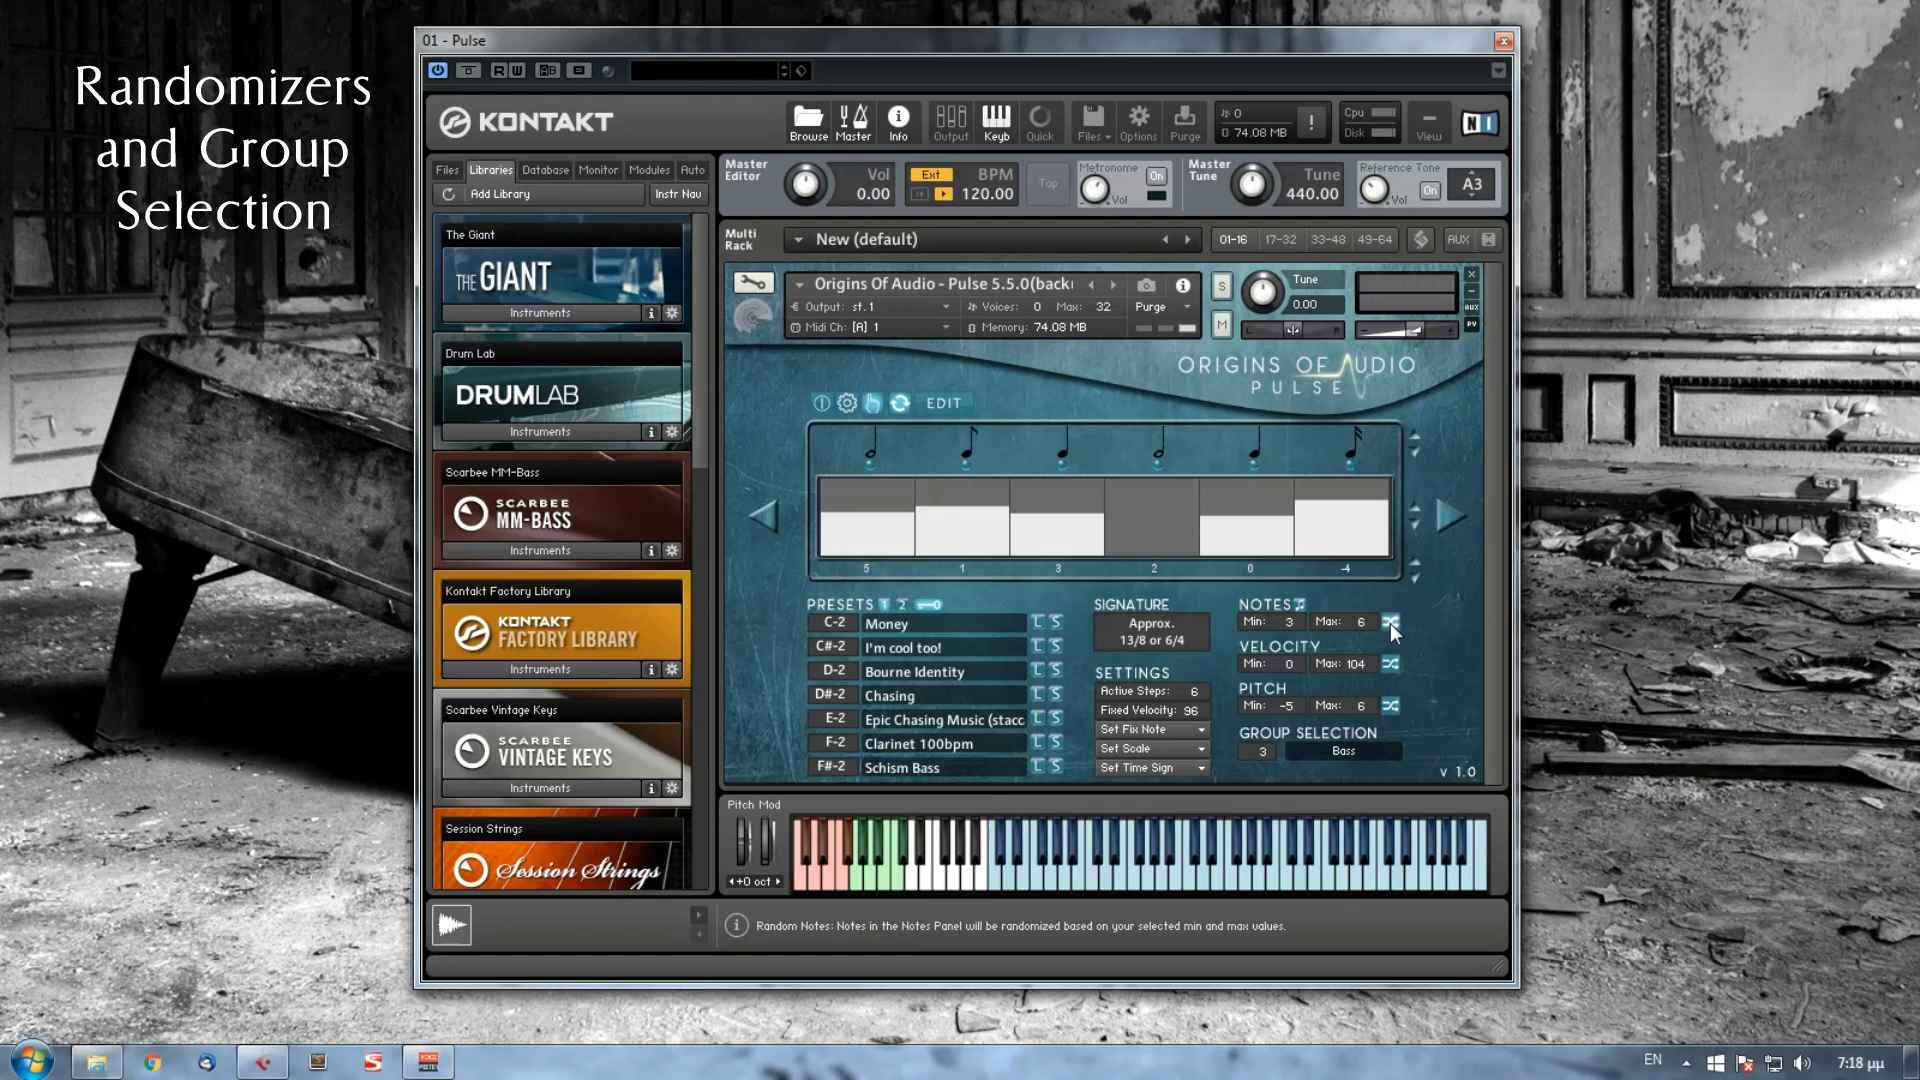 Randomizers
and Group
Selection
01 - Pulse
R W
KONTAKT
Browse Master Info Output Keyb Quick Files Options Purge
0
74.08 MB
!
Cpu
Disk
View
NI
Files Libraries Database Monitor Modules Auto
Add Library
Instr Nav
Master Editor
Vol
0.00
Ext
BPM
120.00
Tap
Metronome
On
Vol
Master Tune
Tune
440.00
Reference Tone
Vol
On
A3
Multi Rack
New (default)
01-16 17-32 33-48 49-64
AUX
The Giant
THE GIANT
Instruments
Drum Lab
DRUMLAB
Instruments
Scarbee MM-Bass
SCARBEE
MM-BASS
Instruments
Kontakt Factory Library
KONTAKT
FACTORY LIBRARY
Instruments
Scarbee Vintage Keys
SCARBEE
VINTAGE KEYS
Instruments
Session Strings
Session Strings
Origins Of Audio - Pulse 5.5.0(back
Output: st. 1
Voices: 0 Max: 32
Purge
Midi Ch: [A] 1
Memory: 74.08 MB
S
M
Tune
0.00
L R
AUX
PV
ORIGINS OF AUDIO
PULSE
EDIT
5 1 3 2 0 -4
PRESETS 1 2
C-2 Money L S
C#-2 I'm cool too! L S
D-2 Bourne Identity L S
D#-2 Chasing L S
E-2 Epic Chasing Music (stacc L S
F-2 Clarinet 100bpm L S
F#-2 Schism Bass L S
SIGNATURE
Approx.
13/8 or 6/4
SETTINGS
Active Steps: 6
Fixed Velocity: 96
Set Fix Note
Set Scale
Set Time Sign
NOTES
Min: 3 Max: 6
VELOCITY
Min: 0 Max: 104
PITCH
Min: -5 Max: 6
GROUP SELECTION
3 Bass
v 1.0
Pitch Mod
+0 oct
Random Notes: Notes in the Notes Panel will be randomized based on your selected min and max values.
EN
7:18 μμ